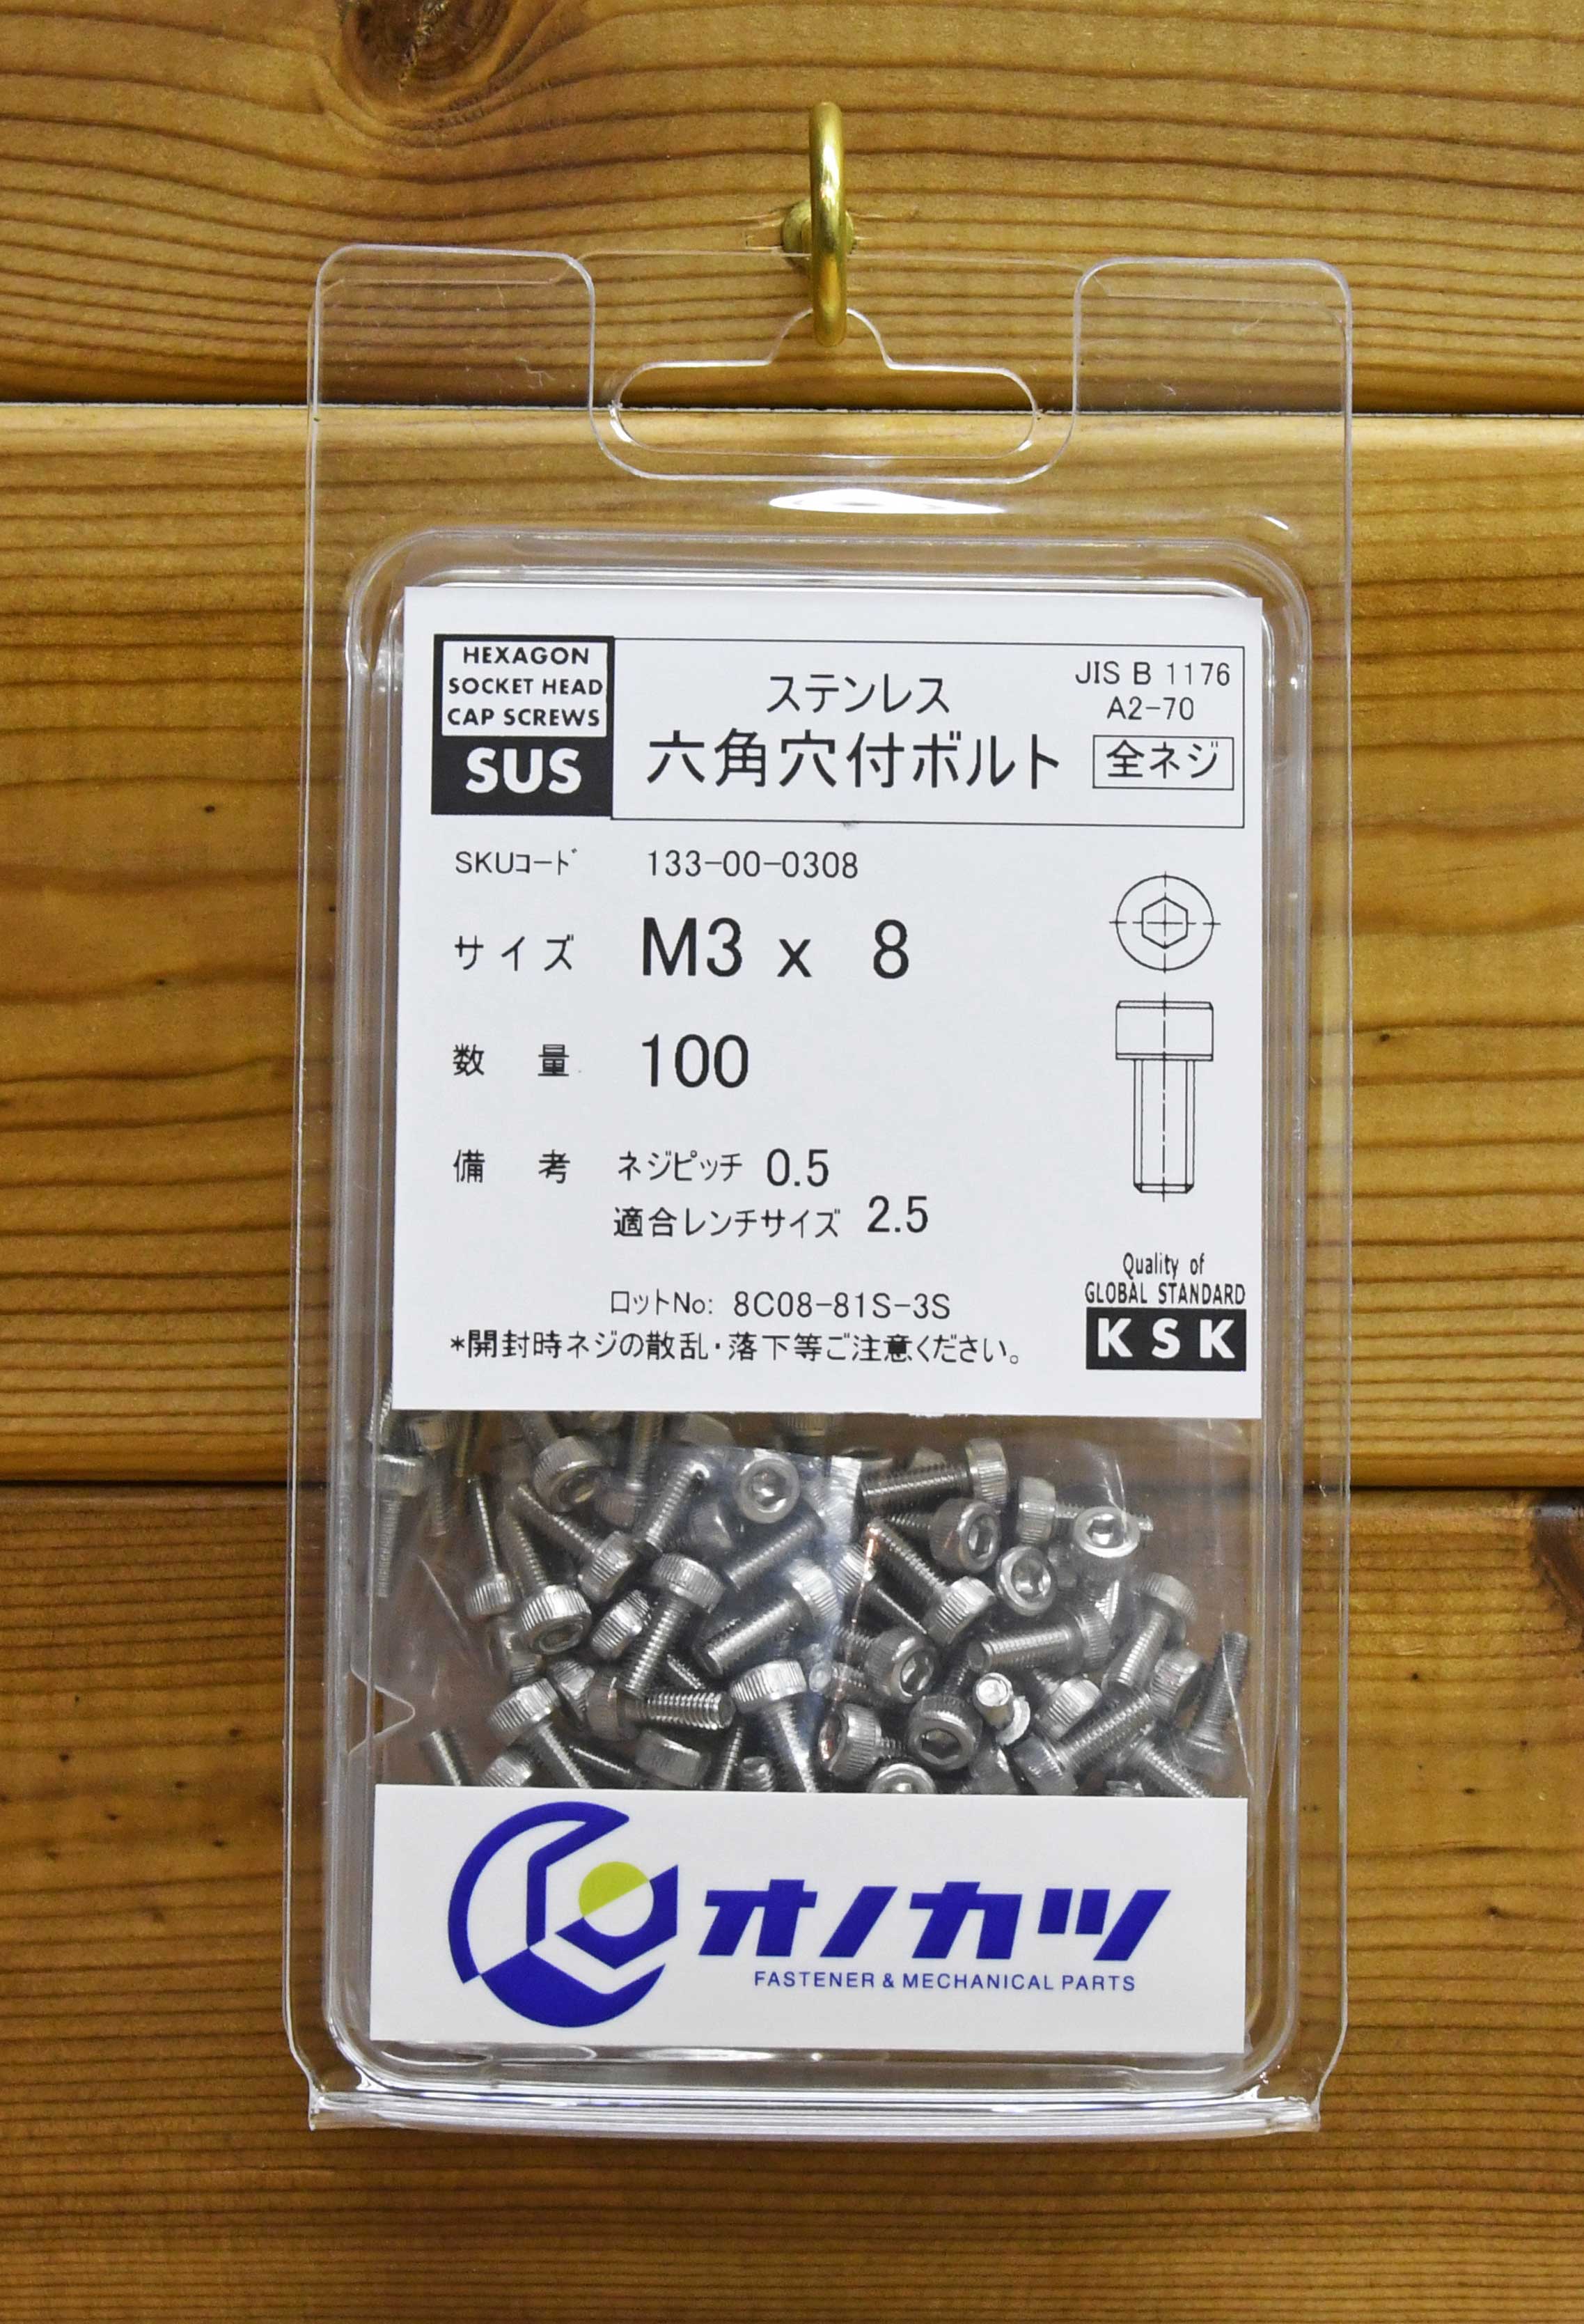 HEXAGON
SOCKET HEAD
CAP SCREWS
SUS
ステンレス
六角穴付ボルト
JIS B 1176
A2-70
全ネジ
SKUコード 133-00-0308
サイズ M3 x 8
数量 100
備考 ネジピッチ 0.5
適合レンチサイズ 2.5
ロットNo: 8C08-81S-3S
*開封時ネジの散乱・落下等ご注意ください。
Quality of
GLOBAL STANDARD
KSK
オノカツ
FASTENER & MECHANICAL PARTS